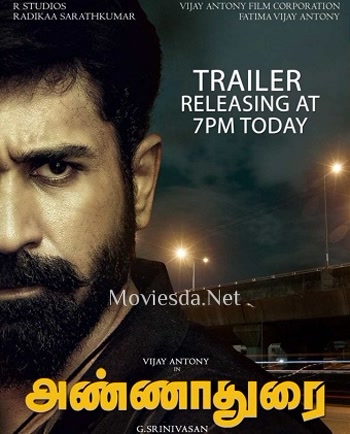 R STUDIOS
RADIKAA SARATHKUMAR
VIJAY ANTONY FILM CORPORATION
FATIMA VIJAY ANTONY
TRAILER
RELEASING AT
7PM TODAY
Moviesda.Net
VIJAY ANTONY
IN
அண்ணாதுரை
G.SRINIVASAN